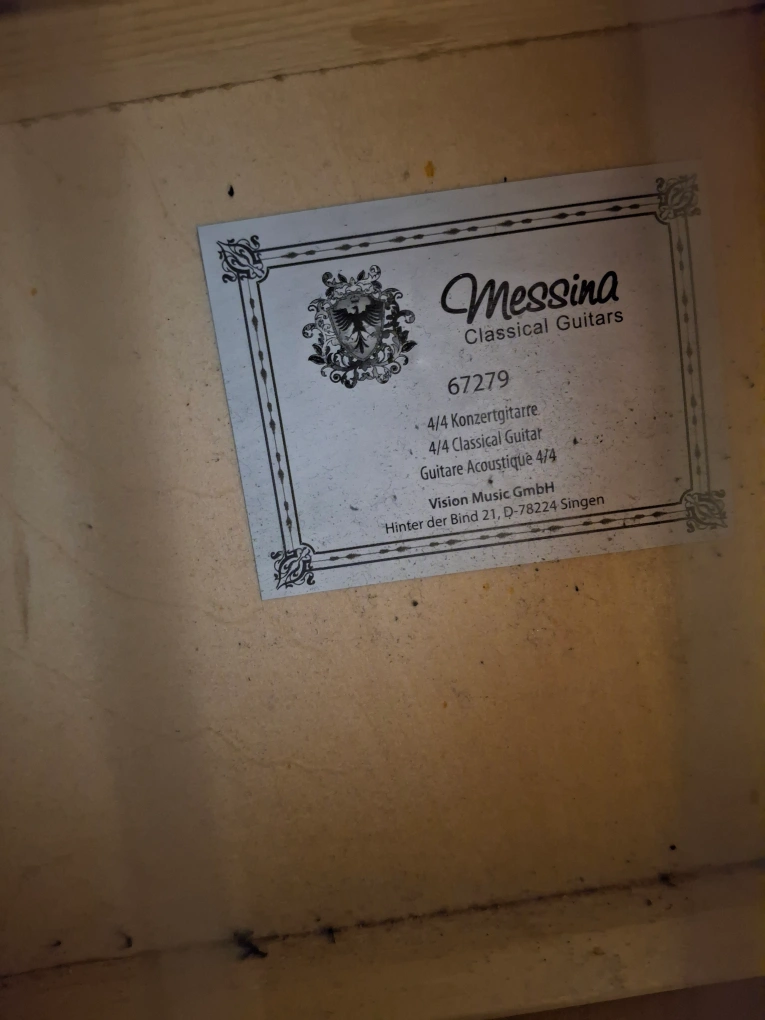 Messina
Classical Guitars
67279
4/4 Konzertgitarre
4/4 Classical Guitar
Guitare Acoustique 4/4
Vision Music GmbH
Hinter der Bind 21, D-78224 Singen